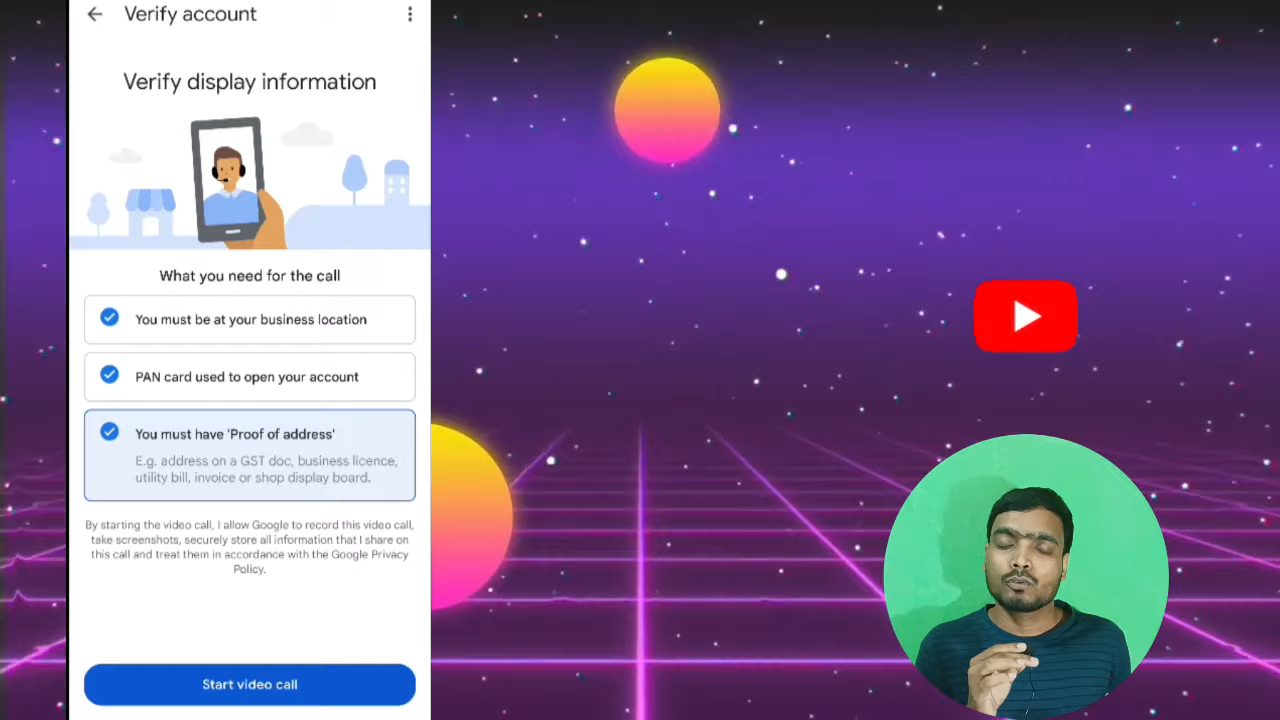 Verify account
Verify display information
What you need for the call
You must be at your business location
PAN card used to open your account
You must have 'Proof of address'
E.g. address on a GST doc, business licence,
utility bill, invoice or shop display board.
By starting the video call, I allow Google to record this video call,
take screenshots, securely store all information that I share on
this call and treat them in accordance with the Google Privacy
Policy.
Start video call